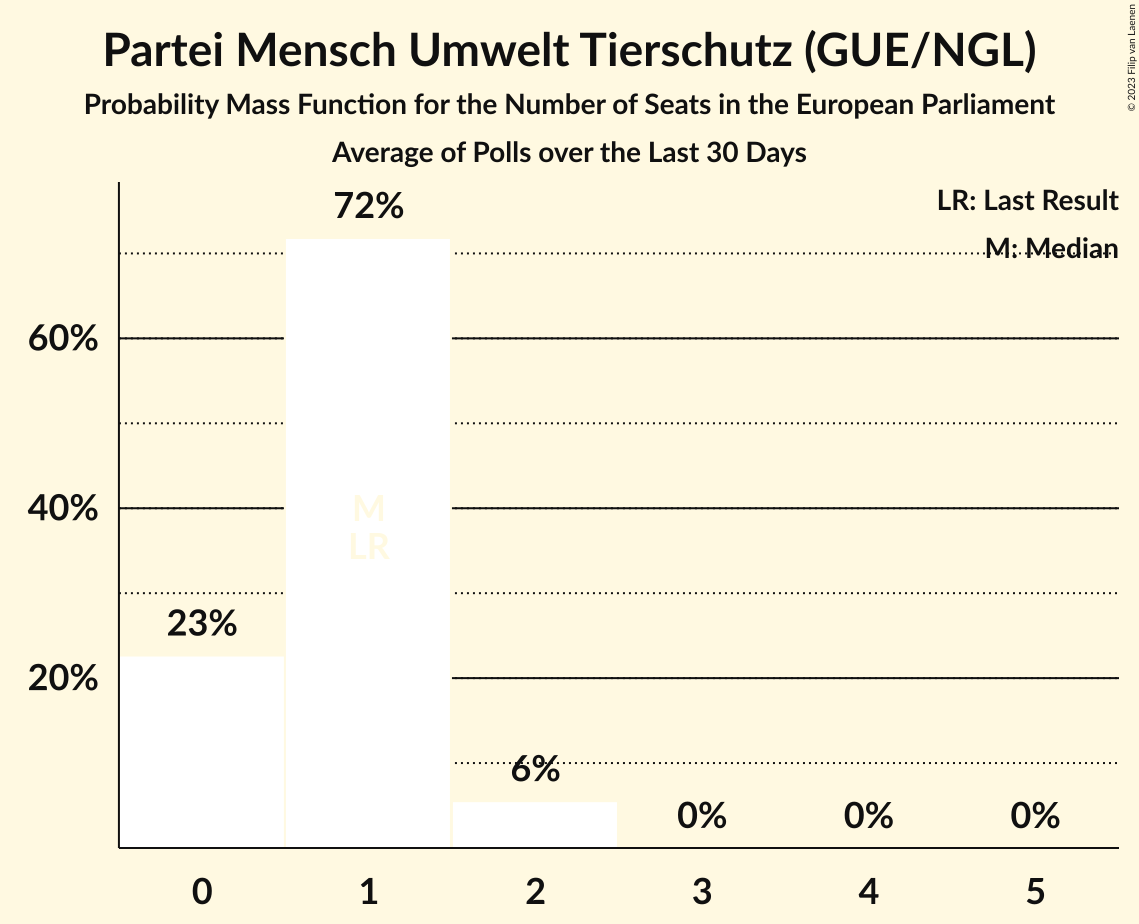 Partei Mensch Umwelt Tierschutz (GUE/NGL)
Probability Mass Function for the Number of Seats in the European Parliament
Average of Polls over the Last 30 Days
© 2023 Filip van Laenen
LR: Last Result
M: Median
72%
60%
40%
M
LR
23%
20%
6%
0%
0%
0%
0
1
2
3
4
5